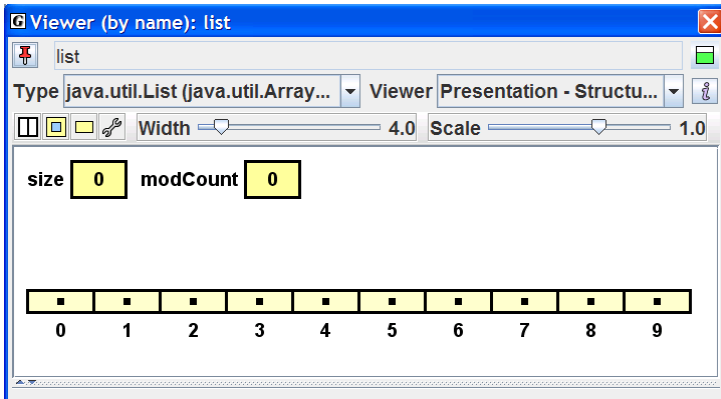 G Viewer (by name): list
list
Type java.util.List (java.util.Array... Viewer Presentation - Structu... i
Width 4.0 Scale 1.0
size 0 modCount 0
0 1 2 3 4 5 6 7 8 9